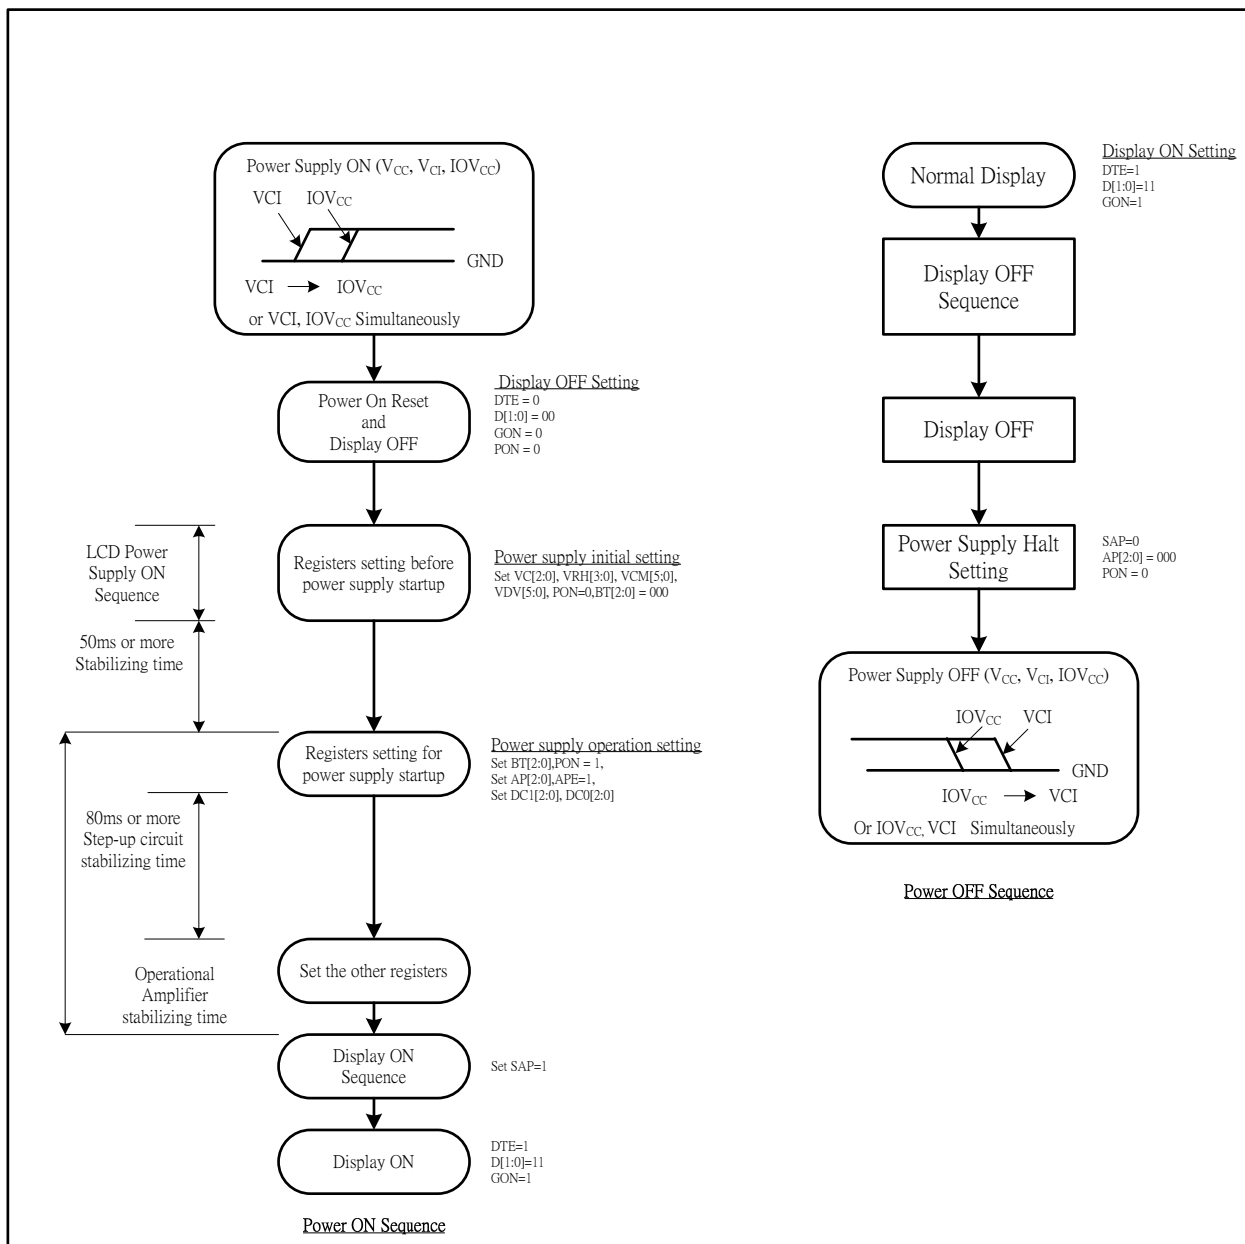 Power Supply ON (VCC, VCI, IOVCC)
VCI IOVCC
GND
VCI IOVCC
or VCI, IOVCC Simultaneously
Power On Reset
and
Display OFF
Display OFF Setting
DTE = 0
D[1:0] = 00
GON = 0
PON = 0
LCD Power
Supply ON
Sequence
Registers setting before
power supply startup
Power supply initial setting
Set VC[2:0], VRH[3:0], VCM[5;0],
VDV[5:0], PON=0,BT[2:0] = 000
50ms or more
Stabilizing time
Registers setting for
power supply startup
Power supply operation setting
Set BT[2:0],PON = 1,
Set AP[2:0],APE=1,
Set DC1[2:0], DC0[2:0]
80ms or more
Step-up circuit
stabilizing time
Set the other registers
Operational
Amplifier
stabilizing time
Display ON
Sequence
Set SAP=1
Display ON
DTE=1
D[1:0]=11
GON=1
Power ON Sequence
Normal Display
Display ON Setting
DTE=1
D[1:0]=11
GON=1
Display OFF
Sequence
Display OFF
Power Supply Halt
Setting
SAP=0
AP[2:0] = 000
PON = 0
Power Supply OFF (VCC, VCI, IOVCC)
IOVCC VCI
GND
IOVCC VCI
Or IOVCC, VCI Simultaneously
Power OFF Sequence